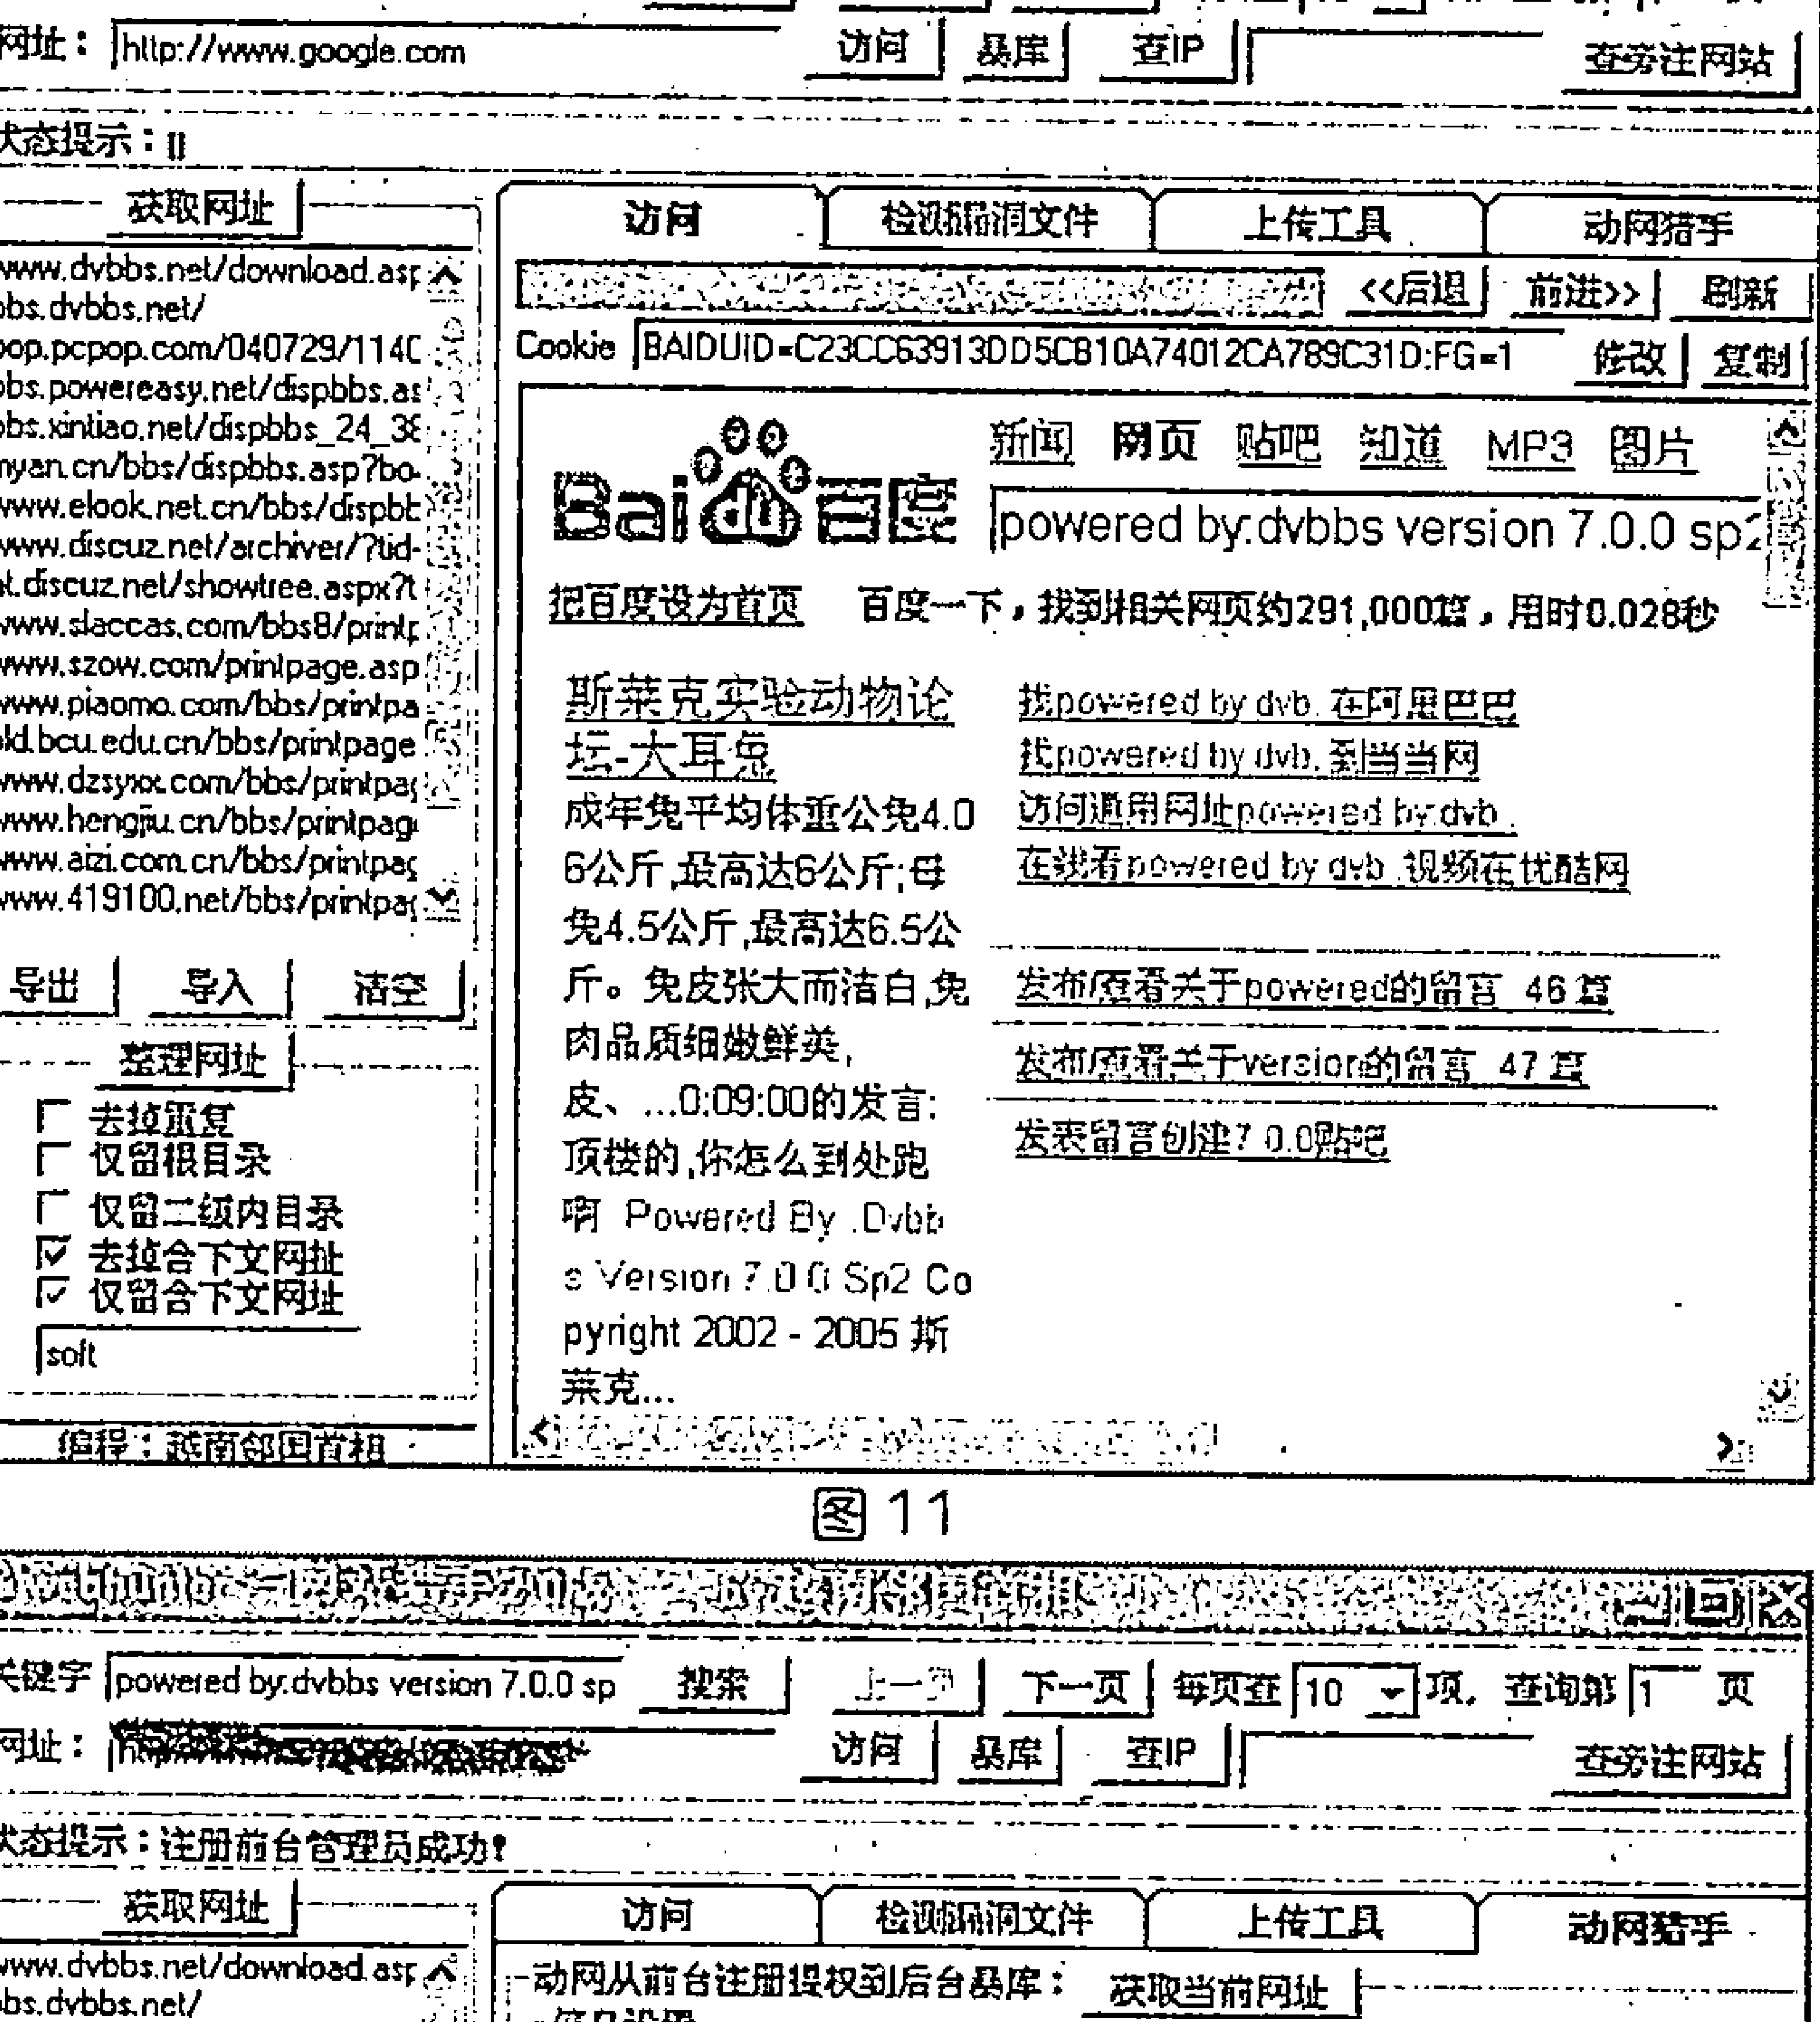 网址： http://www.google.com 访问 暴库 查IP 查旁注网站
状态提示：||
获取网址 访问 检测漏洞文件 上传工具 动网猎手
<<后退 前进>> 刷新
Cookie BAIDUID=C23CC63913DD5CB10A74012CA789C31D:FG=1 修改 复制
www.dvbbs.net/download.asp
bbs.dvbbs.net/
pop.pcpop.com/040729/114C
bbs.powereasy.net/dispbbs.as
bbs.xintiao.net/dispbbs_24_38
nyan.cn/bbs/dispbbs.asp?bo
www.elook.net.cn/bbs/dispbb
www.discuz.net/archiver/?tid-
nt.discuz.net/showtree.aspx?t
www.slaccas.com/bbs8/printp
www.szow.com/printpage.asp
www.piaomo.com/bbs/printpa
old.bcu.edu.cn/bbs/printpage
www.dzsyxx.com/bbs/printpag
www.hengjiu.cn/bbs/printpag
www.aizi.com.cn/bbs/printpag
www.419100.net/bbs/printpag
导出 导入 清空
整理网址
去掉重复
仅留根目录
仅留二级内目录
去掉含下文网址
仅留含下文网址
soft
编程：越南邻国首相
新闻 网页 贴吧 知道 MP3 图片
Bai du 百度 powered by:dvbbs version 7.0.0 sp2
把百度设为首页 百度一下，找到相关网页约291,000篇，用时0.028秒
斯莱克实验动物论
坛-大耳兔
成年兔平均体重公兔4.0
6公斤,最高达6公斤;母
兔4.5公斤,最高达6.5公
斤。兔皮张大而洁白,兔
肉品质细嫩鲜美,
皮、...0:09:00的发言:
顶楼的,你怎么到处跑
啊 Powered By .Dvbb
s Version 7.0.0 Sp2 Co
pyright 2002 - 2005 斯
莱克...
找powered by dvb. 在阿里巴巴
找powered by dvb. 到当当网
访问通用网址powered by:dvb .
在线看powered by dvb .视频在优酷网
发布/查看关于powered的留言 46 篇
发布/查看关于version的留言 47 篇
发表留言创建7.0.0贴吧
图 11
关键字 powered by:dvbbs version 7.0.0 sp 搜索 上一页 下一页 每页查 10 项, 查询第 1 页
网址： 访问 暴库 查IP 查旁注网站
状态提示：注册前台管理员成功!
获取网址 访问 检测漏洞文件 上传工具 动网猎手
www.dvbbs.net/download.asp
bbs.dvbbs.net/
动网从前台注册提权到后台暴库： 获取当前网址
信息设置